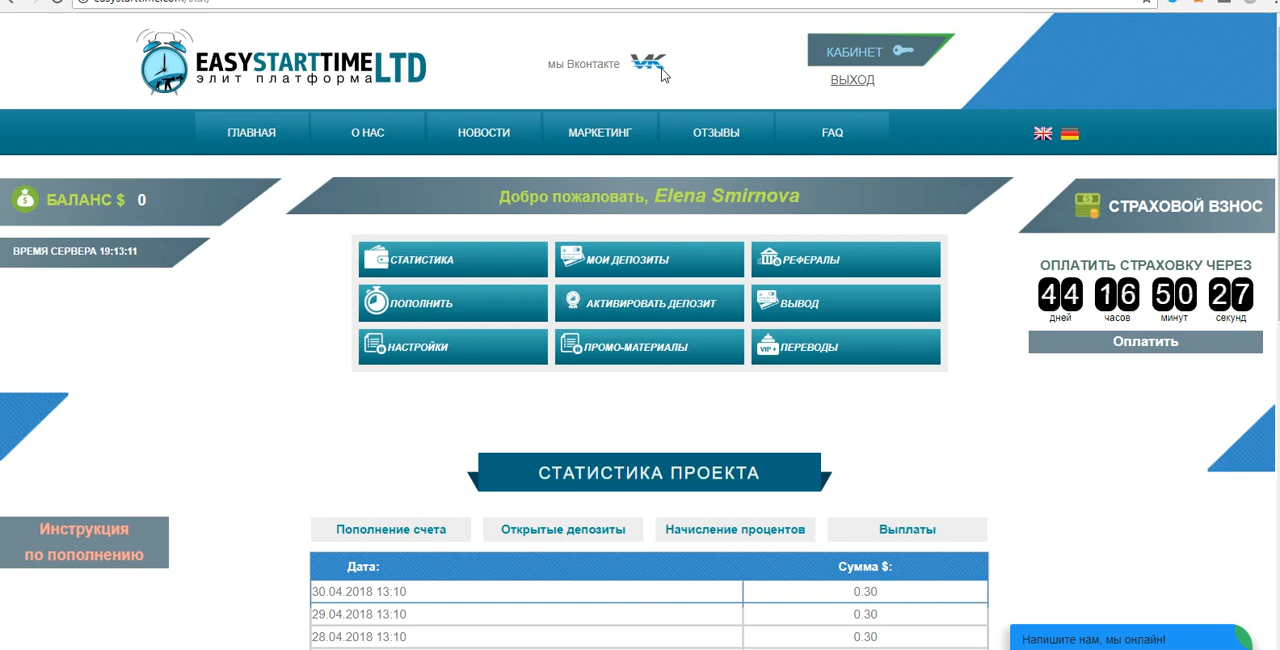 EASYSTARTTIME LTD
элит платформа
мы Вконтакте
КАБИНЕТ
ВЫХОД
ГЛАВНАЯ
О НАС
НОВОСТИ
МАРКЕТИНГ
ОТЗЫВЫ
FAQ
БАЛАНС $ 0
ВРЕМЯ СЕРВЕРА 19:13:11
Добро пожаловать, Elena Smirnova
СТРАХОВОЙ ВЗНОС
ОПЛАТИТЬ СТРАХОВКУ ЧЕРЕЗ
44 16 50 27
дней часов минут секунд
Оплатить
СТАТИСТИКА
МОИ ДЕПОЗИТЫ
РЕФЕРАЛЫ
ПОПОЛНИТЬ
АКТИВИРОВАТЬ ДЕПОЗИТ
ВЫВОД
НАСТРОЙКИ
ПРОМО-МАТЕРИАЛЫ
VIP+
ПЕРЕВОДЫ
СТАТИСТИКА ПРОЕКТА
Инструкция
по пополнению
Пополнение счета
Открытые депозиты
Начисление процентов
Выплаты
Дата: Сумма $:
30.04.2018 13:10 0.30
29.04.2018 13:10 0.30
28.04.2018 13:10 0.30
Напишите нам, мы онлайн!